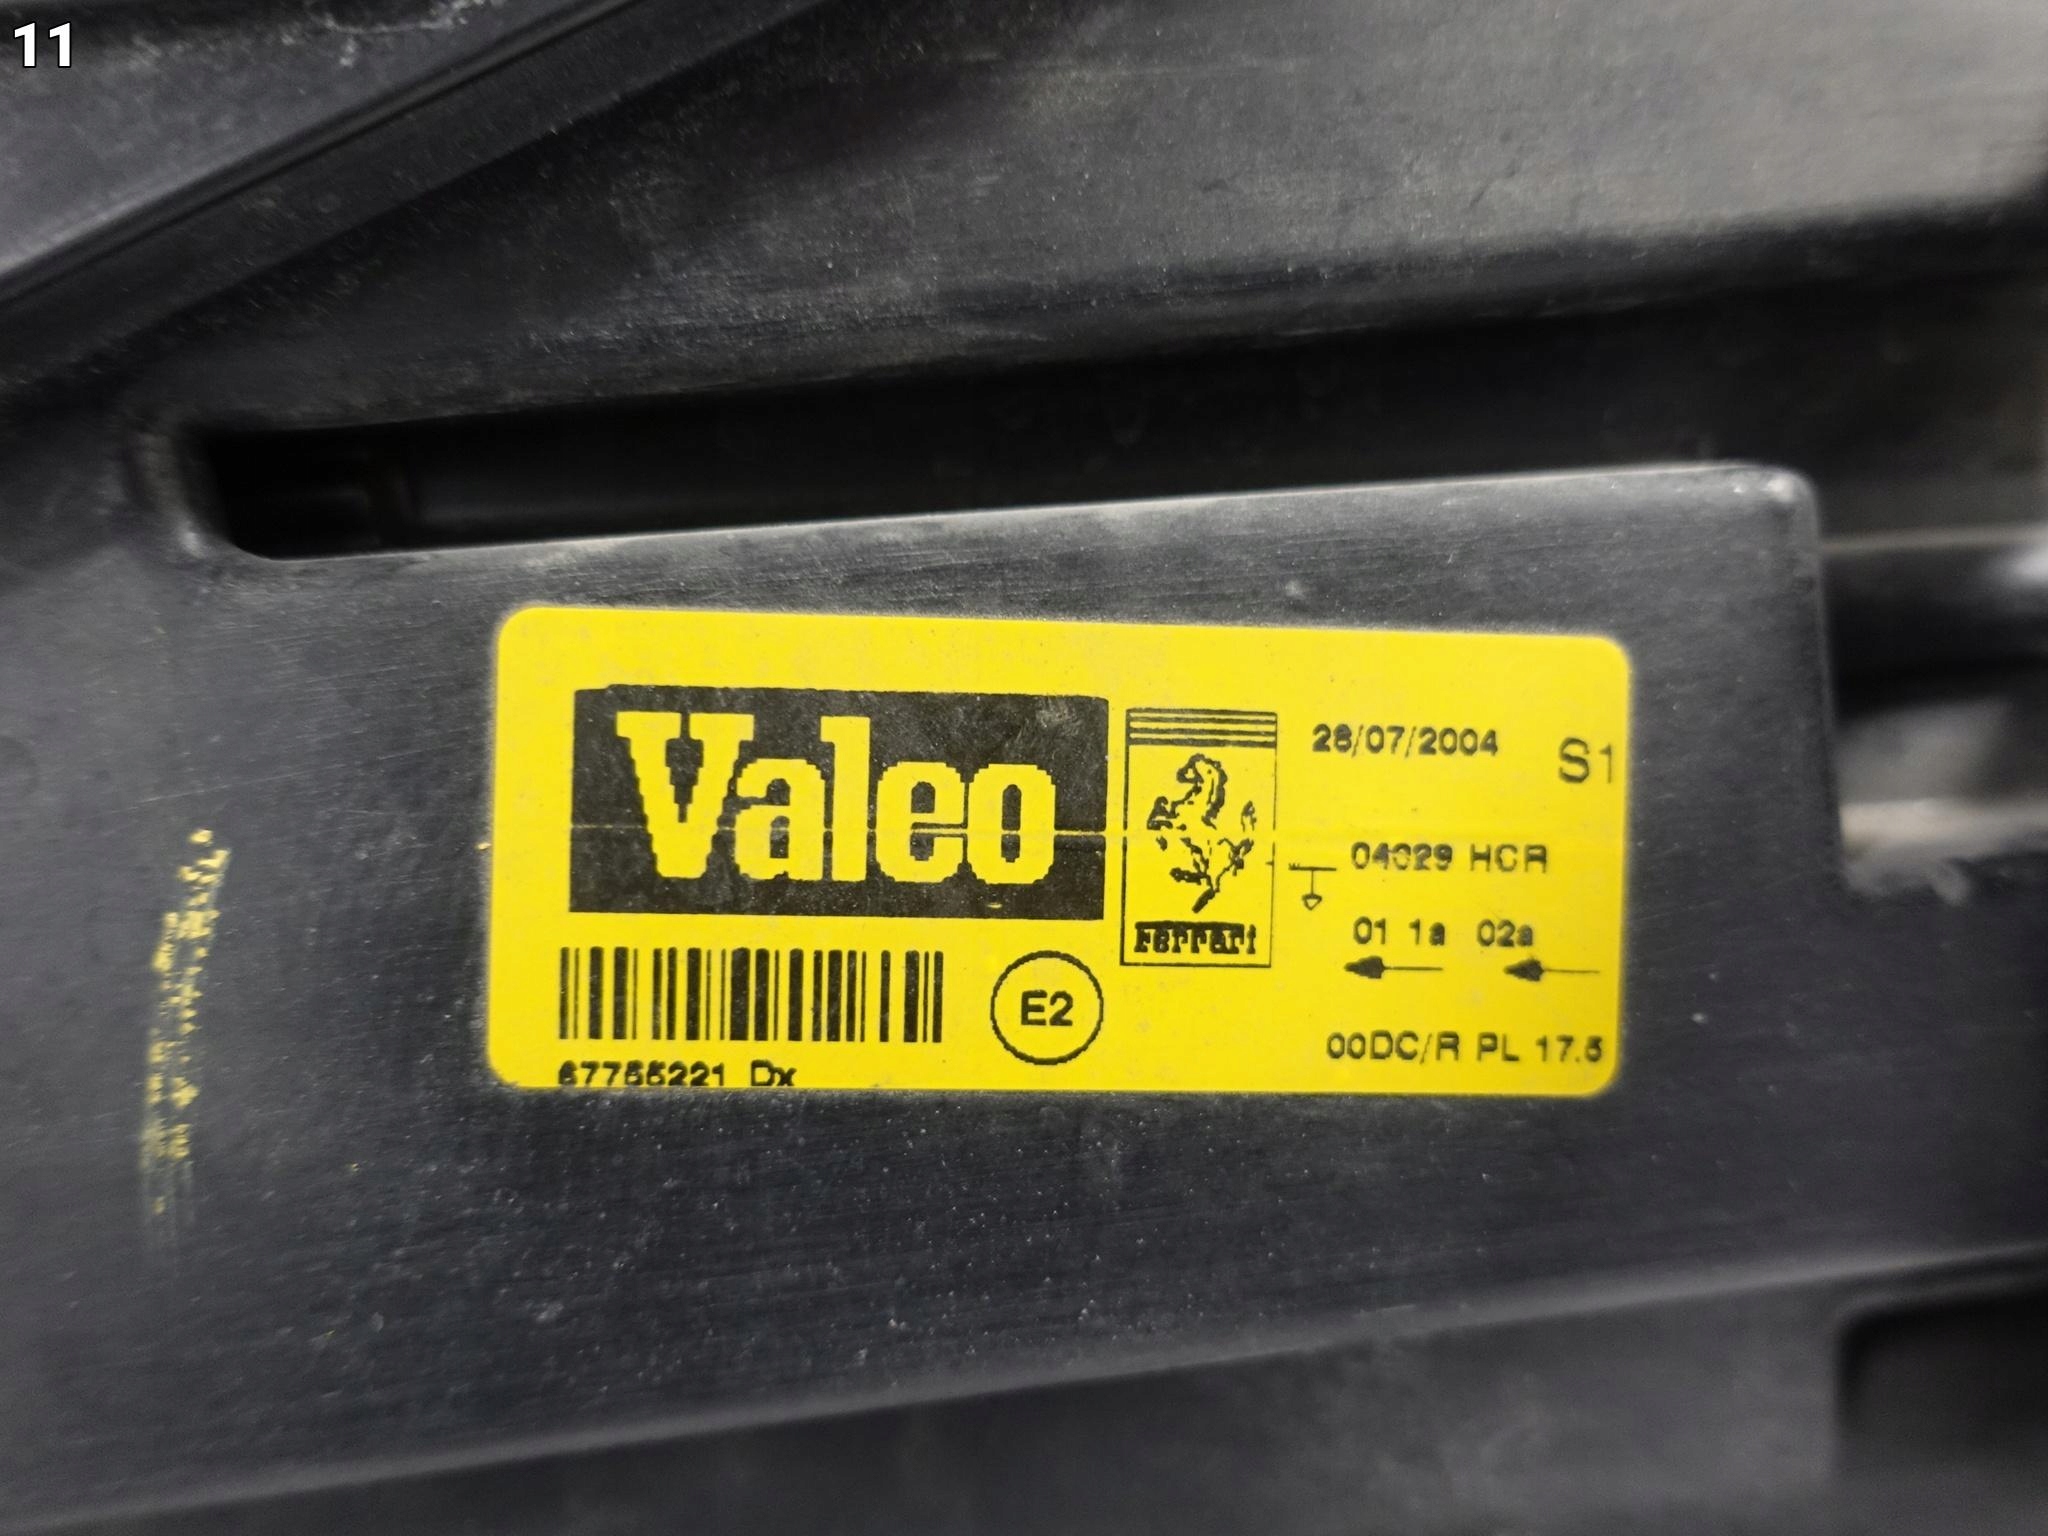 11
Valeo
Ferrari
28/07/2004 S1
04029 HCR
01 1a 02a
E2
00DC/R PL 17.5
67755221 Dx